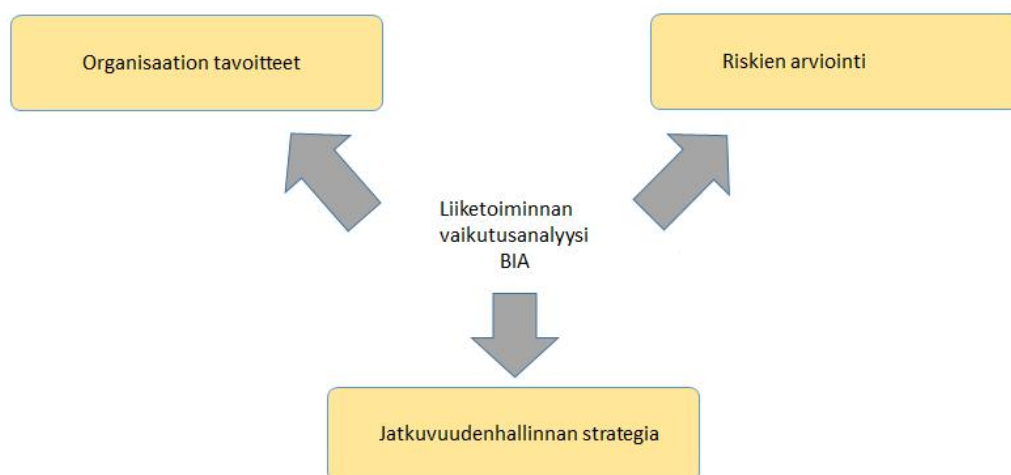 Organisaation tavoitteet
Riskien arviointi
Liiketoiminnan
vaikutusanalyysi
BIA
Jatkuvuudenhallinnan strategia